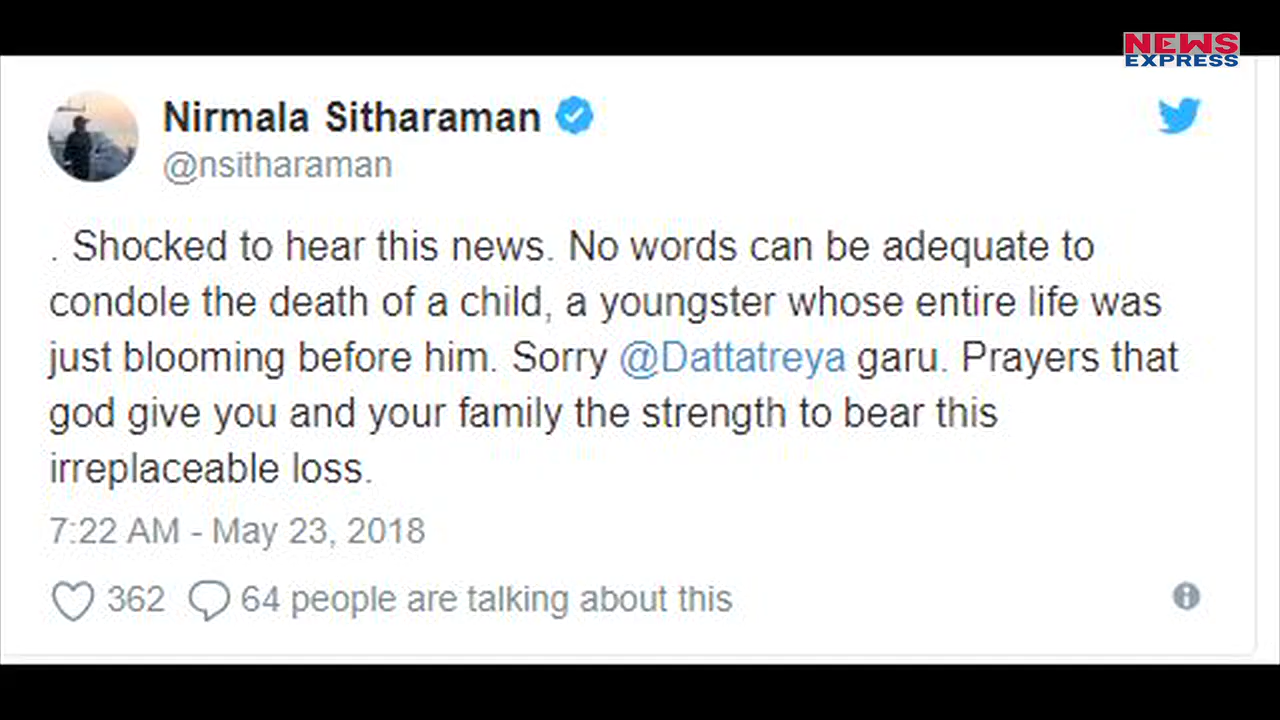 NEWS
EXPRESS
Nirmala Sitharaman
@nsitharaman
. Shocked to hear this news. No words can be adequate to
condole the death of a child, a youngster whose entire life was
just blooming before him. Sorry @Dattatreya garu. Prayers that
god give you and your family the strength to bear this
irreplaceable loss.
7:22 AM - May 23, 2018
362 64 people are talking about this